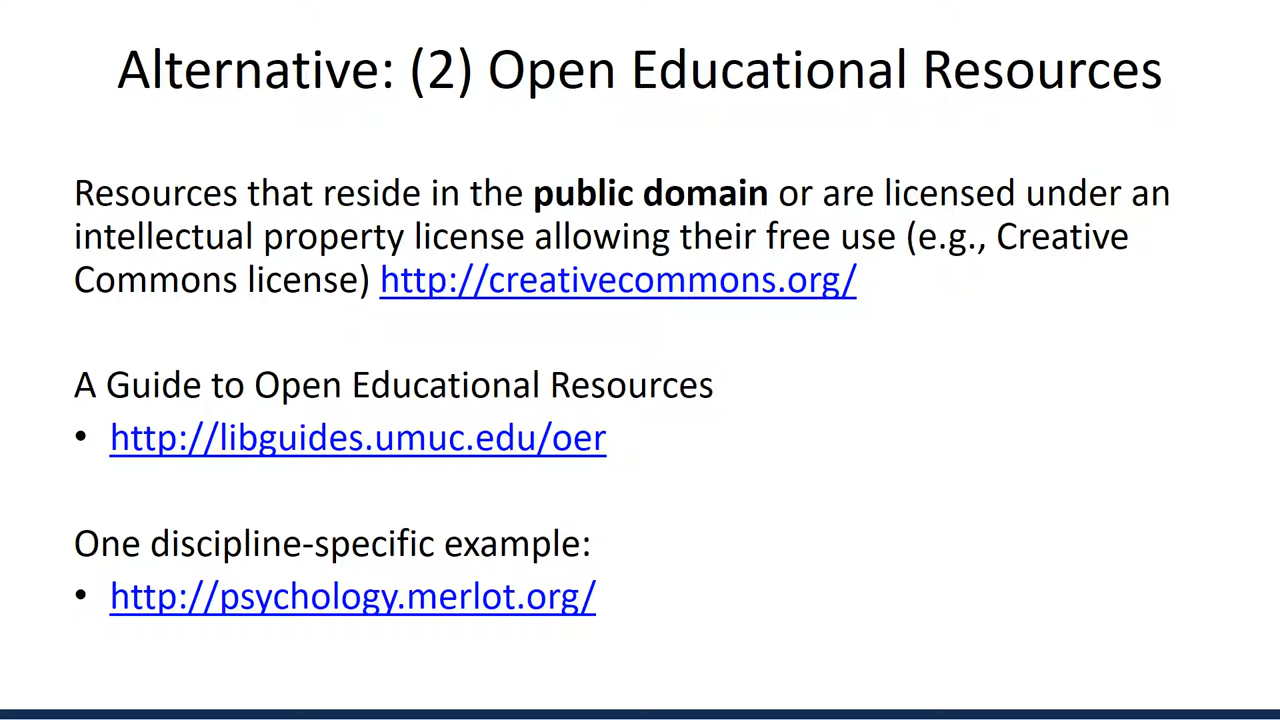 Alternative: (2) Open Educational Resources
Resources that reside in the public domain or are licensed under an
intellectual property license allowing their free use (e.g., Creative
Commons license) http://creativecommons.org/
A Guide to Open Educational Resources
• http://libguides.umuc.edu/oer
One discipline-specific example:
• http://psychology.merlot.org/